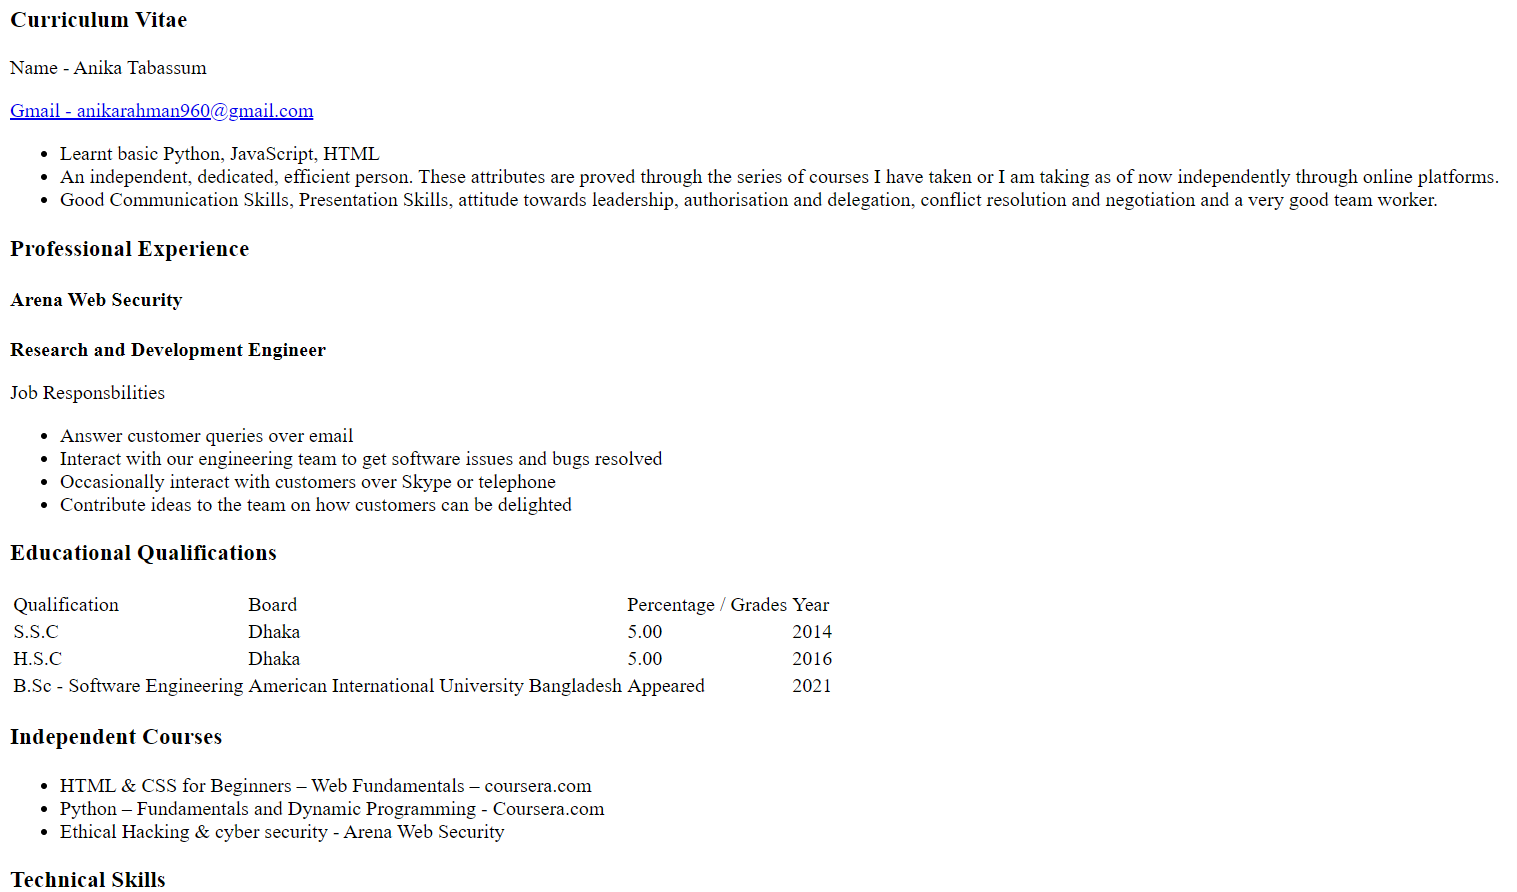 Curriculum Vitae
Name - Anika Tabassum
Gmail - anikarahman960@gmail.com
• Learnt basic Python, JavaScript, HTML
• An independent, dedicated, efficient person. These attributes are proved through the series of courses I have taken or I am taking as of now independently through online platforms.
• Good Communication Skills, Presentation Skills, attitude towards leadership, authorisation and delegation, conflict resolution and negotiation and a very good team worker.
Professional Experience
Arena Web Security
Research and Development Engineer
Job Responsbilities
• Answer customer queries over email
• Interact with our engineering team to get software issues and bugs resolved
• Occasionally interact with customers over Skype or telephone
• Contribute ideas to the team on how customers can be delighted
Educational Qualifications
Qualification Board Percentage / Grades Year
S.S.C Dhaka 5.00 2014
H.S.C Dhaka 5.00 2016
B.Sc - Software Engineering American International University Bangladesh Appeared 2021
Independent Courses
• HTML & CSS for Beginners – Web Fundamentals – coursera.com
• Python – Fundamentals and Dynamic Programming - Coursera.com
• Ethical Hacking & cyber security - Arena Web Security
Technical Skills